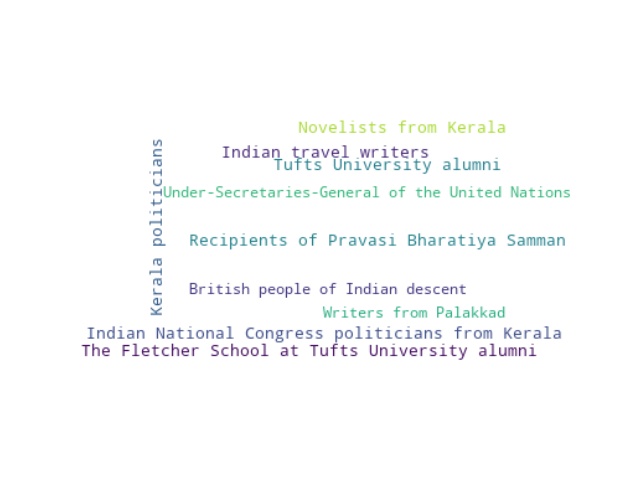 Novelists from Kerala
Indian travel writers
Tufts University alumni
Kerala politicians
Under-Secretaries-General of the United Nations
Recipients of Pravasi Bharatiya Samman
British people of Indian descent
Writers from Palakkad
Indian National Congress politicians from Kerala
The Fletcher School at Tufts University alumni